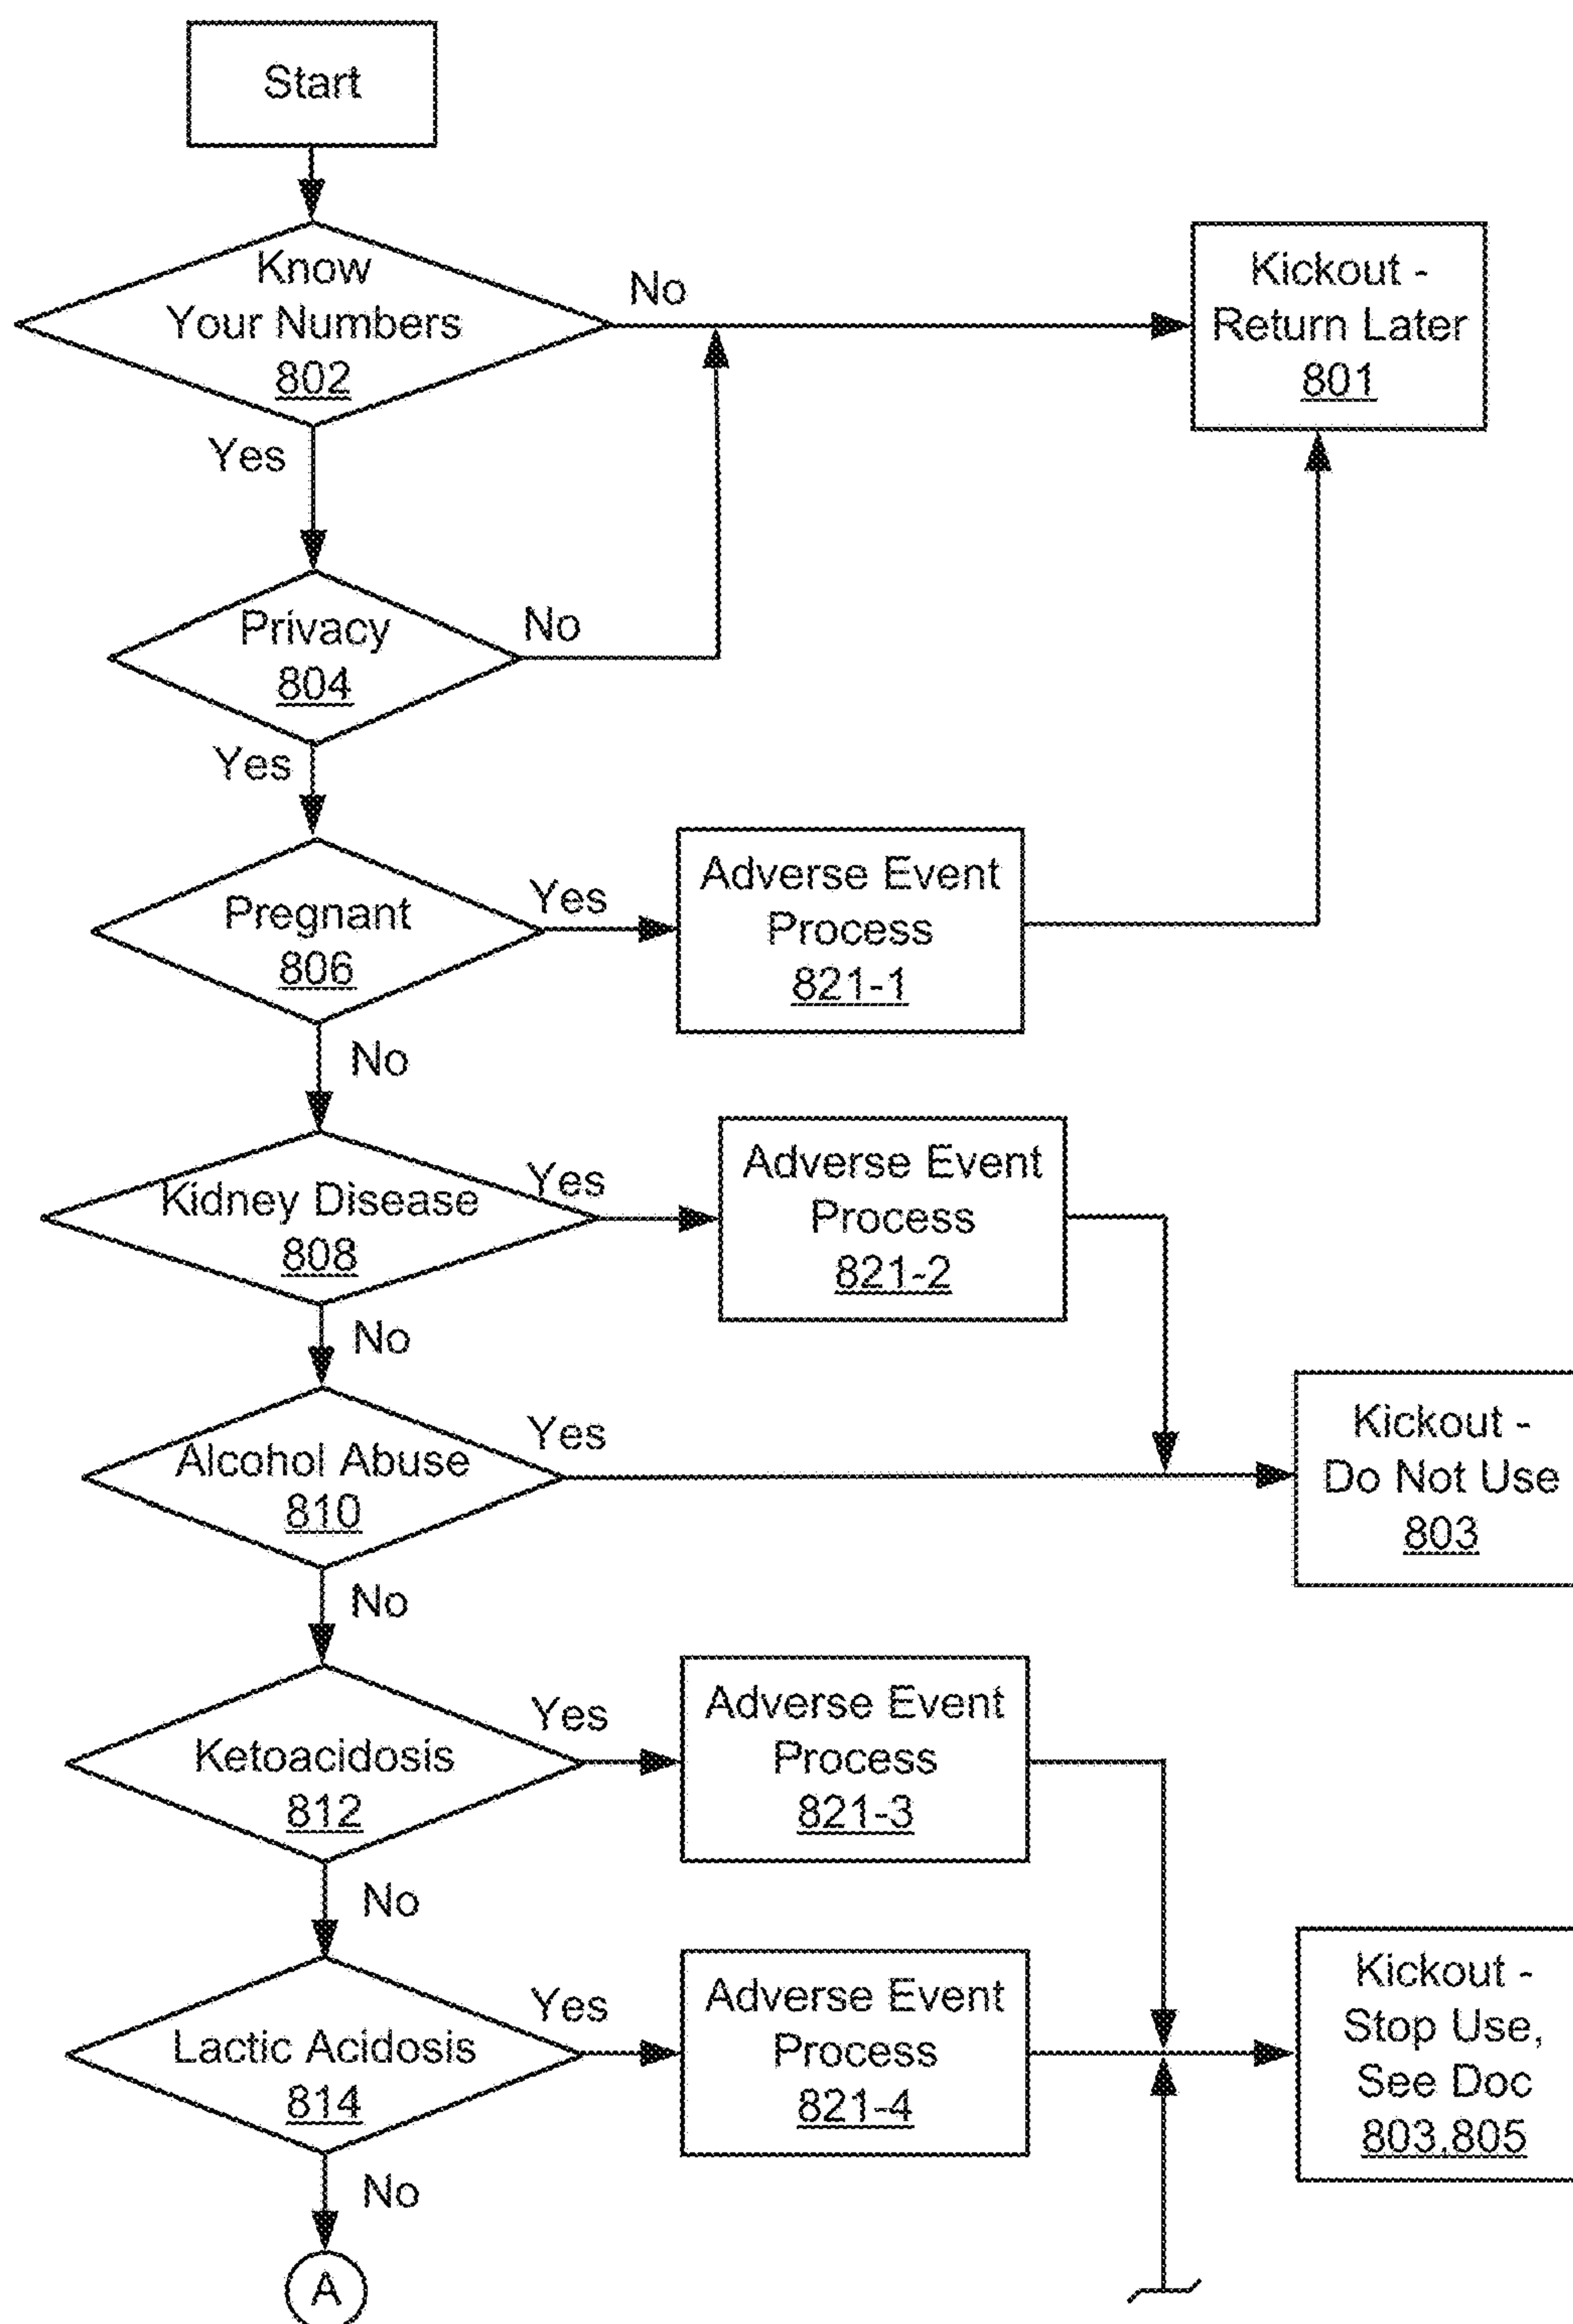 Start
Know
Your Numbers
802
No
Kickout -
Return Later
801
Yes
Privacy
804
No
Yes
Pregnant
806
Yes
Adverse Event
Process
821-1
No
Kidney Disease
808
Yes
Adverse Event
Process
821-2
No
Alcohol Abuse
810
Yes
Kickout -
Do Not Use
803
No
Ketoacidosis
812
Yes
Adverse Event
Process
821-3
No
Lactic Acidosis
814
Yes
Adverse Event
Process
821-4
Kickout -
Stop Use,
See Doc
803,805
No
A